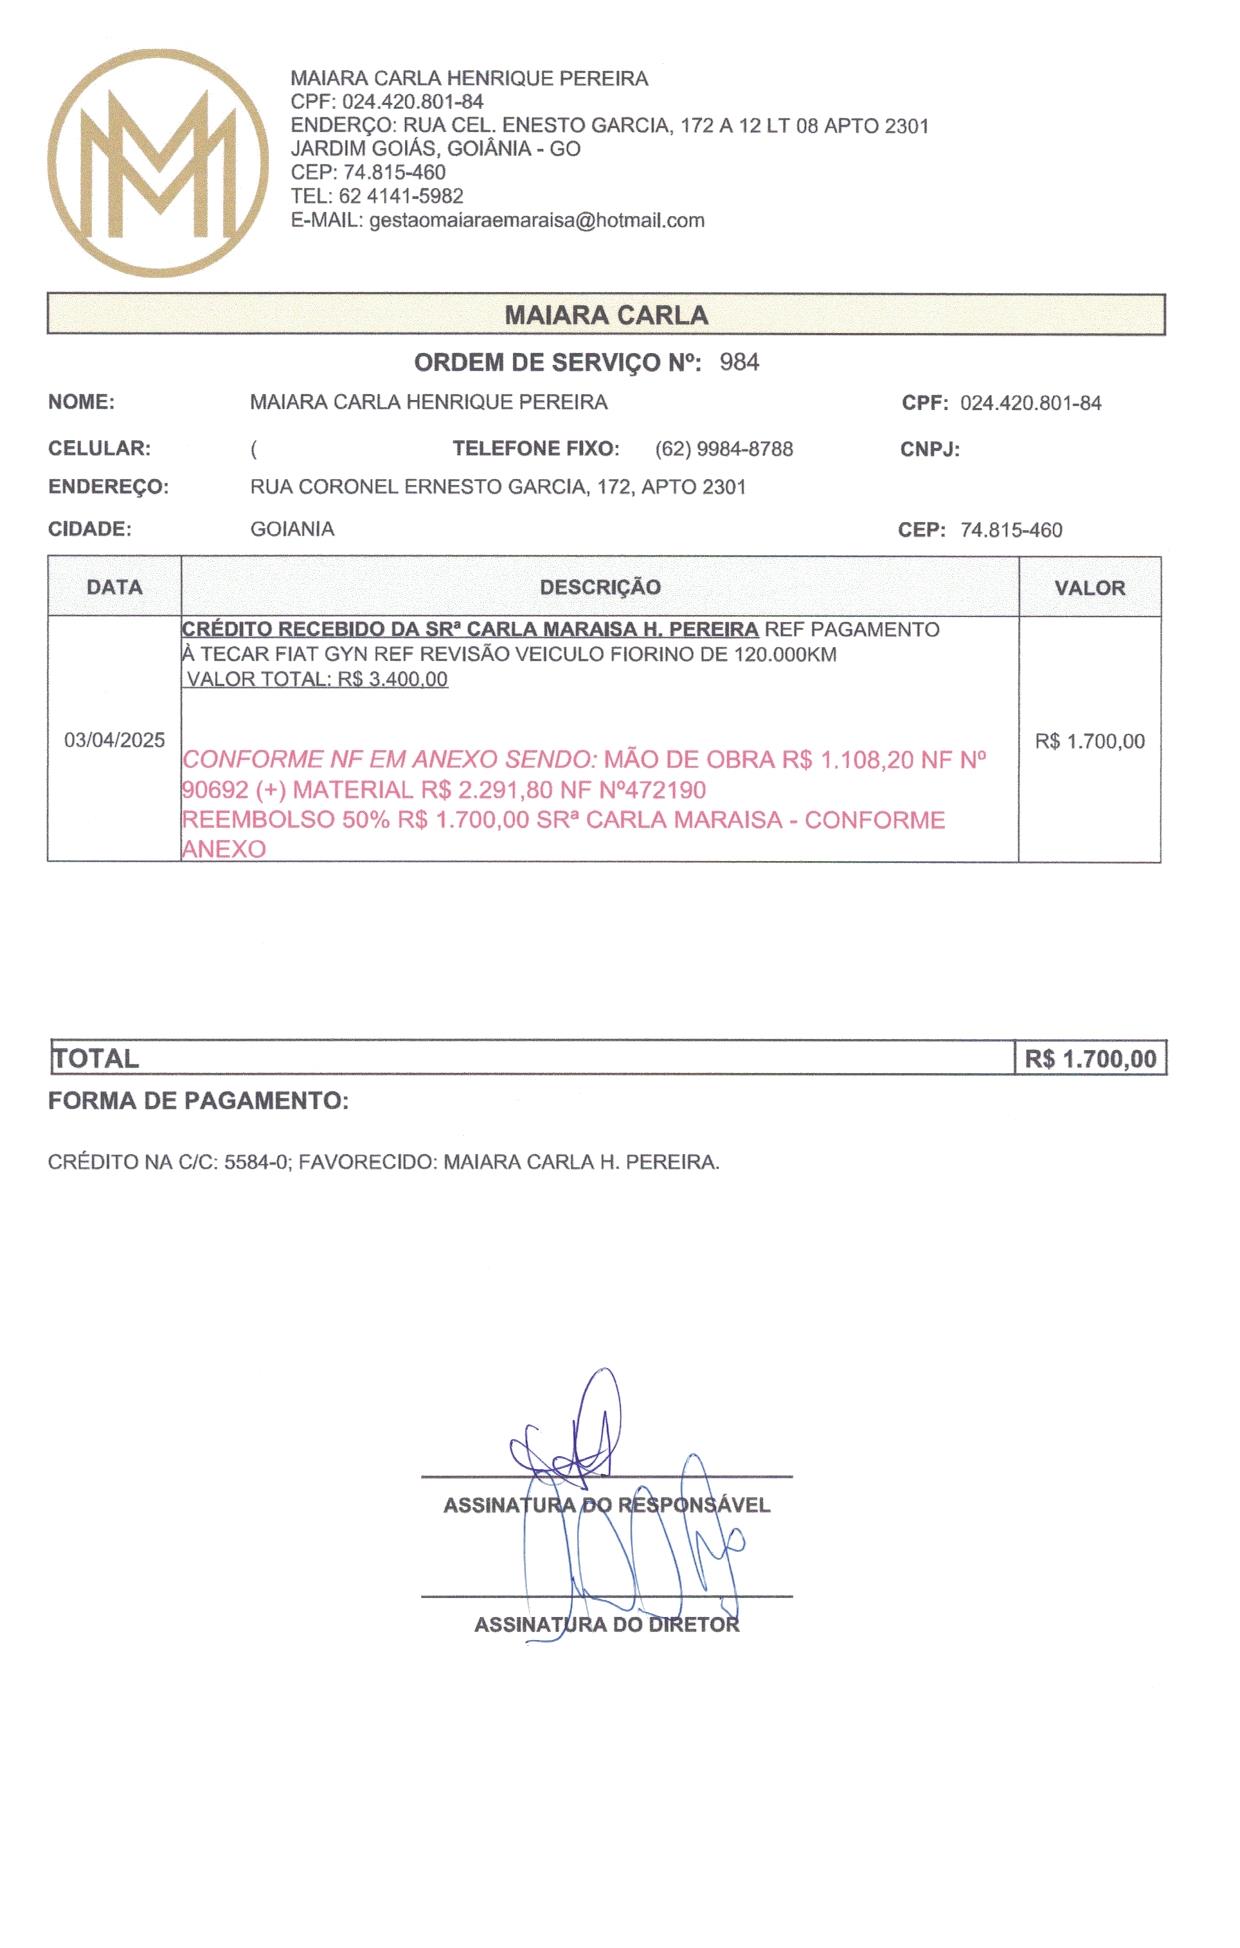 MAIARA CARLA HENRIQUE PEREIRA
CPF: 024.420.801-84
ENDERÇO: RUA CEL. ENESTO GARCIA, 172 A 12 LT 08 APTO 2301
JARDIM GOIÁS, GOIÂNIA - GO
CEP: 74.815-460
TEL: 62 4141-5982
E-MAIL: gestaomaiaraemaraisa@hotmail.com
MAIARA CARLA
ORDEM DE SERVIÇO Nº: 984
NOME: MAIARA CARLA HENRIQUE PEREIRA CPF: 024.420.801-84
CELULAR: ( TELEFONE FIXO: (62) 9984-8788 CNPJ:
ENDEREÇO: RUA CORONEL ERNESTO GARCIA, 172, APTO 2301
CIDADE: GOIANIA CEP: 74.815-460
DATA DESCRIÇÃO VALOR
CRÉDITO RECEBIDO DA SRª CARLA MARAISA H. PEREIRA REF PAGAMENTO
À TECAR FIAT GYN REF REVISÃO VEICULO FIORINO DE 120.000KM
VALOR TOTAL: R$ 3.400,00
03/04/2025 R$ 1.700,00
CONFORME NF EM ANEXO SENDO: MÃO DE OBRA R$ 1.108,20 NF Nº
90692 (+) MATERIAL R$ 2.291,80 NF Nº472190
REEMBOLSO 50% R$ 1.700,00 SRª CARLA MARAISA - CONFORME
ANEXO
TOTAL R$ 1.700,00
FORMA DE PAGAMENTO:
CRÉDITO NA C/C: 5584-0; FAVORECIDO: MAIARA CARLA H. PEREIRA.
ASSINATURA DO RESPONSÁVEL
ASSINATURA DO DIRETOR